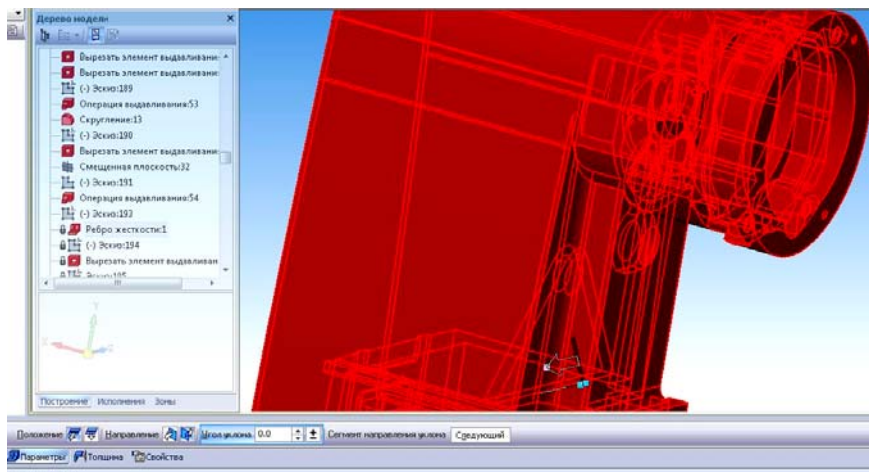 Дерево модели
Вырезать элемент выдавливани
Вырезать элемент выдавливани
(-) Эскиз:189
Операция выдавливания:53
Скругление:13
(-) Эскиз:190
Вырезать элемент выдавливани
Смещенная плоскость:32
(-) Эскиз:191
Операция выдавливания:54
(-) Эскиз:193
Ребро жесткости:1
(-) Эскиз:194
Вырезать элемент выдавливан
Построение Исполнения Зоны
Положение Направление Угол уклона 0.0 Сегмент направления уклона Следующий
Параметры Толщина Свойства